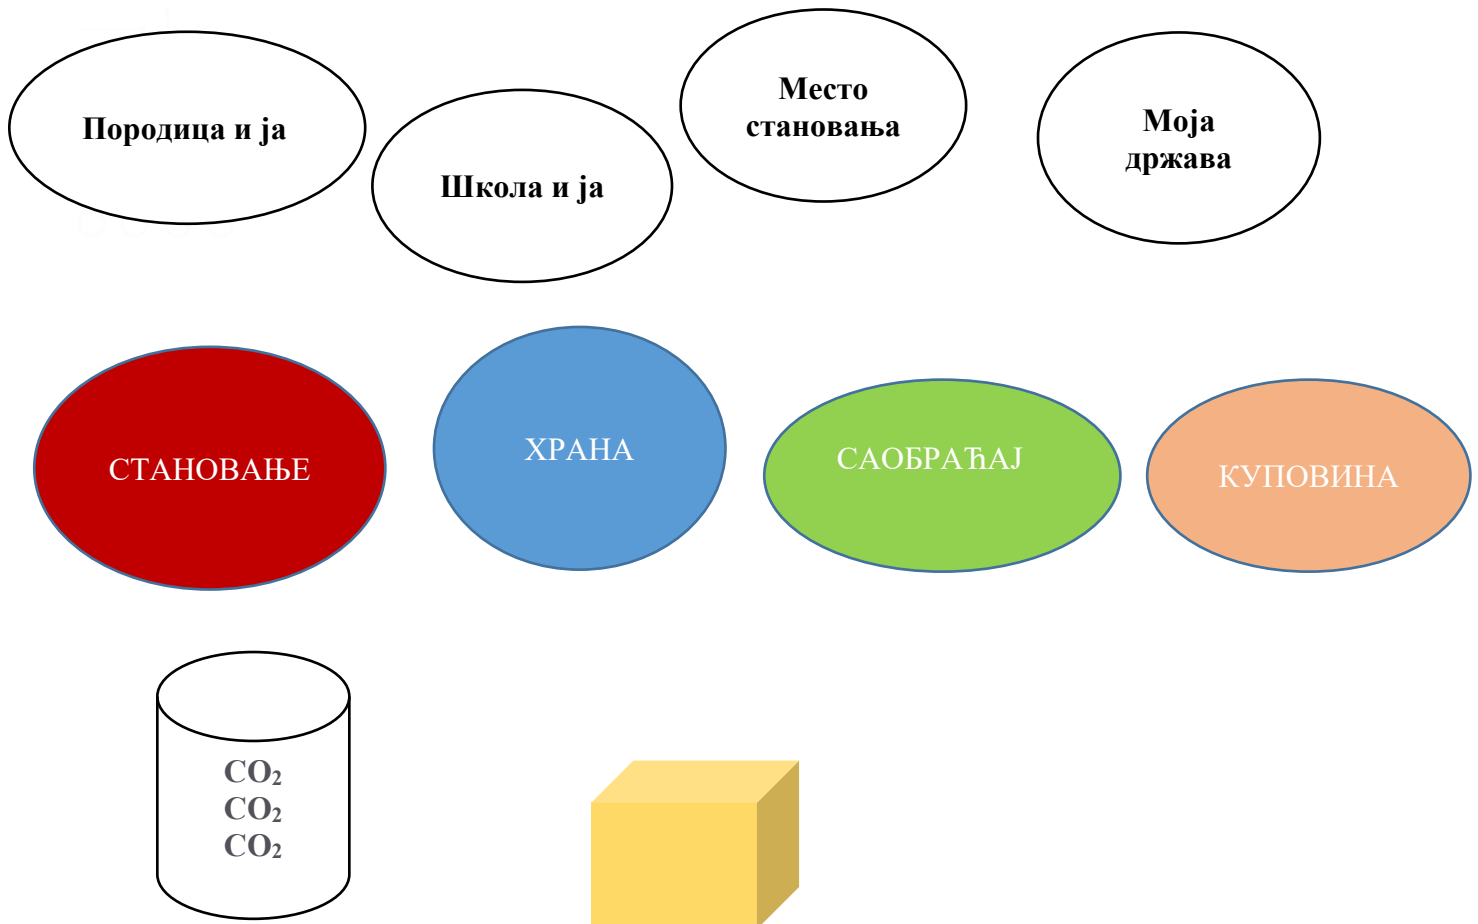 Породица и ја
Школа и ја
Место
становања
Моја
држава
СТАНОВАЊЕ
ХРАНА
САОБРАЋАЈ
КУПОВИНА
CO₂
CO₂
CO₂